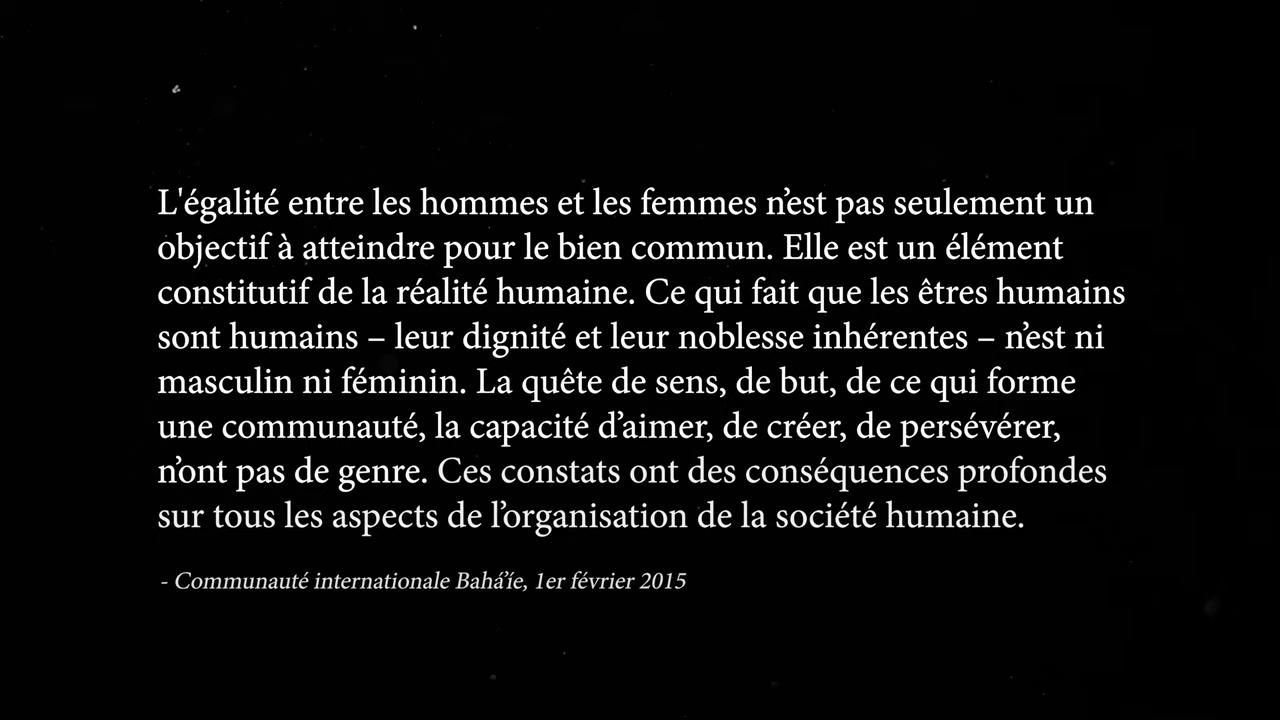 L'égalité entre les hommes et les femmes n’est pas seulement un
objectif à atteindre pour le bien commun. Elle est un élément
constitutif de la réalité humaine. Ce qui fait que les êtres humains
sont humains – leur dignité et leur noblesse inhérentes – n’est ni
masculin ni féminin. La quête de sens, de but, de ce qui forme
une communauté, la capacité d’aimer, de créer, de persévérer,
n’ont pas de genre. Ces constats ont des conséquences profondes
sur tous les aspects de l’organisation de la société humaine.
- Communauté internationale Bahá’íe, 1er février 2015